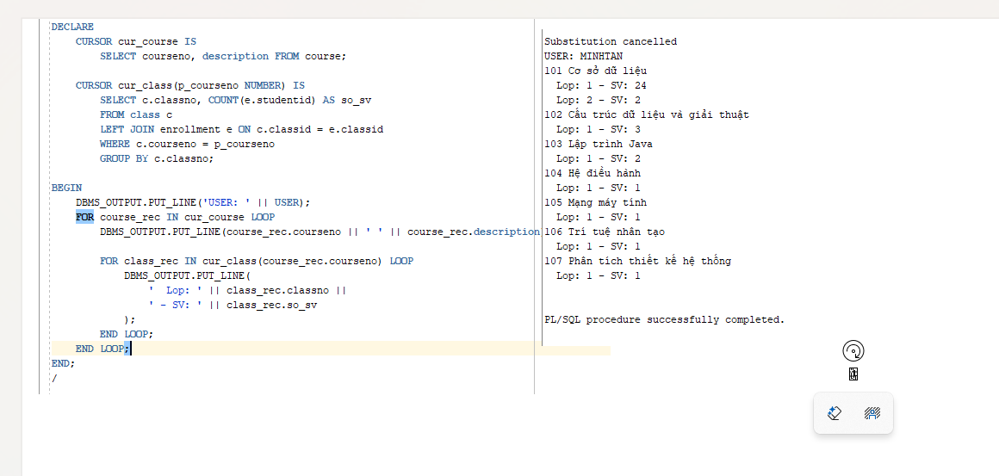 DECLARE
CURSOR cur_course IS
SELECT courseno, description FROM course;
CURSOR cur_class(p_courseno NUMBER) IS
SELECT c.classno, COUNT(e.studentid) AS so_sv
FROM class c
LEFT JOIN enrollment e ON c.classid = e.classid
WHERE c.courseno = p_courseno
GROUP BY c.classno;
BEGIN
DBMS_OUTPUT.PUT_LINE('USER: ' || USER);
FOR course_rec IN cur_course LOOP
DBMS_OUTPUT.PUT_LINE(course_rec.courseno || ' ' || course_rec.description
FOR class_rec IN cur_class(course_rec.courseno) LOOP
DBMS_OUTPUT.PUT_LINE(
'  Lop: ' || class_rec.classno ||
' - SV: ' || class_rec.so_sv
);
END LOOP;
END LOOP;
END;
/
Substitution cancelled
USER: MINHTAN
101 Cơ sở dữ liệu
Lop: 1 - SV: 24
Lop: 2 - SV: 2
102 Cấu trúc dữ liệu và giải thuật
Lop: 1 - SV: 3
103 Lập trình Java
Lop: 1 - SV: 2
104 Hệ điều hành
Lop: 1 - SV: 1
105 Mạng máy tính
Lop: 1 - SV: 1
106 Trí tuệ nhân tạo
Lop: 1 - SV: 1
107 Phân tích thiết kế hệ thống
Lop: 1 - SV: 1
PL/SQL procedure successfully completed.